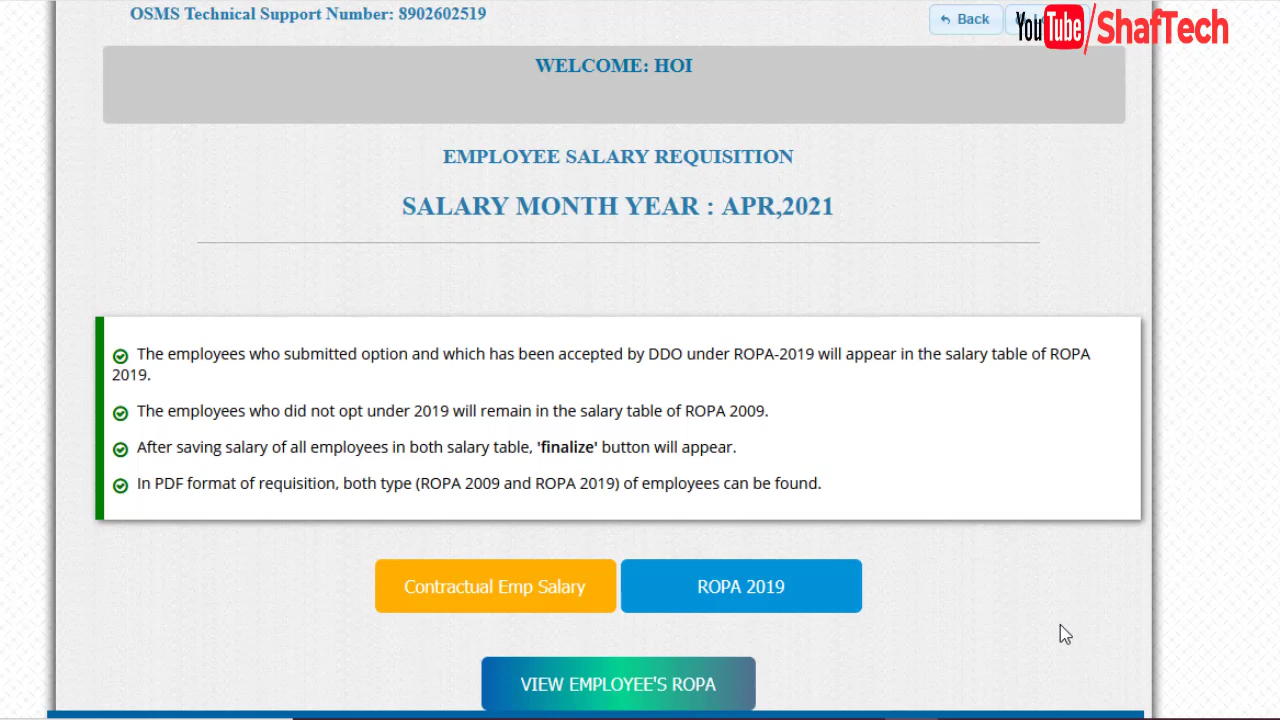 OSMS Technical Support Number: 8902602519
Back
YouTube/ShafTech
WELCOME: HOI
EMPLOYEE SALARY REQUISITION
SALARY MONTH YEAR : APR,2021
The employees who submitted option and which has been accepted by DDO under ROPA-2019 will appear in the salary table of ROPA
2019.
The employees who did not opt under 2019 will remain in the salary table of ROPA 2009.
After saving salary of all employees in both salary table, 'finalize' button will appear.
In PDF format of requisition, both type (ROPA 2009 and ROPA 2019) of employees can be found.
Contractual Emp Salary
ROPA 2019
VIEW EMPLOYEE'S ROPA